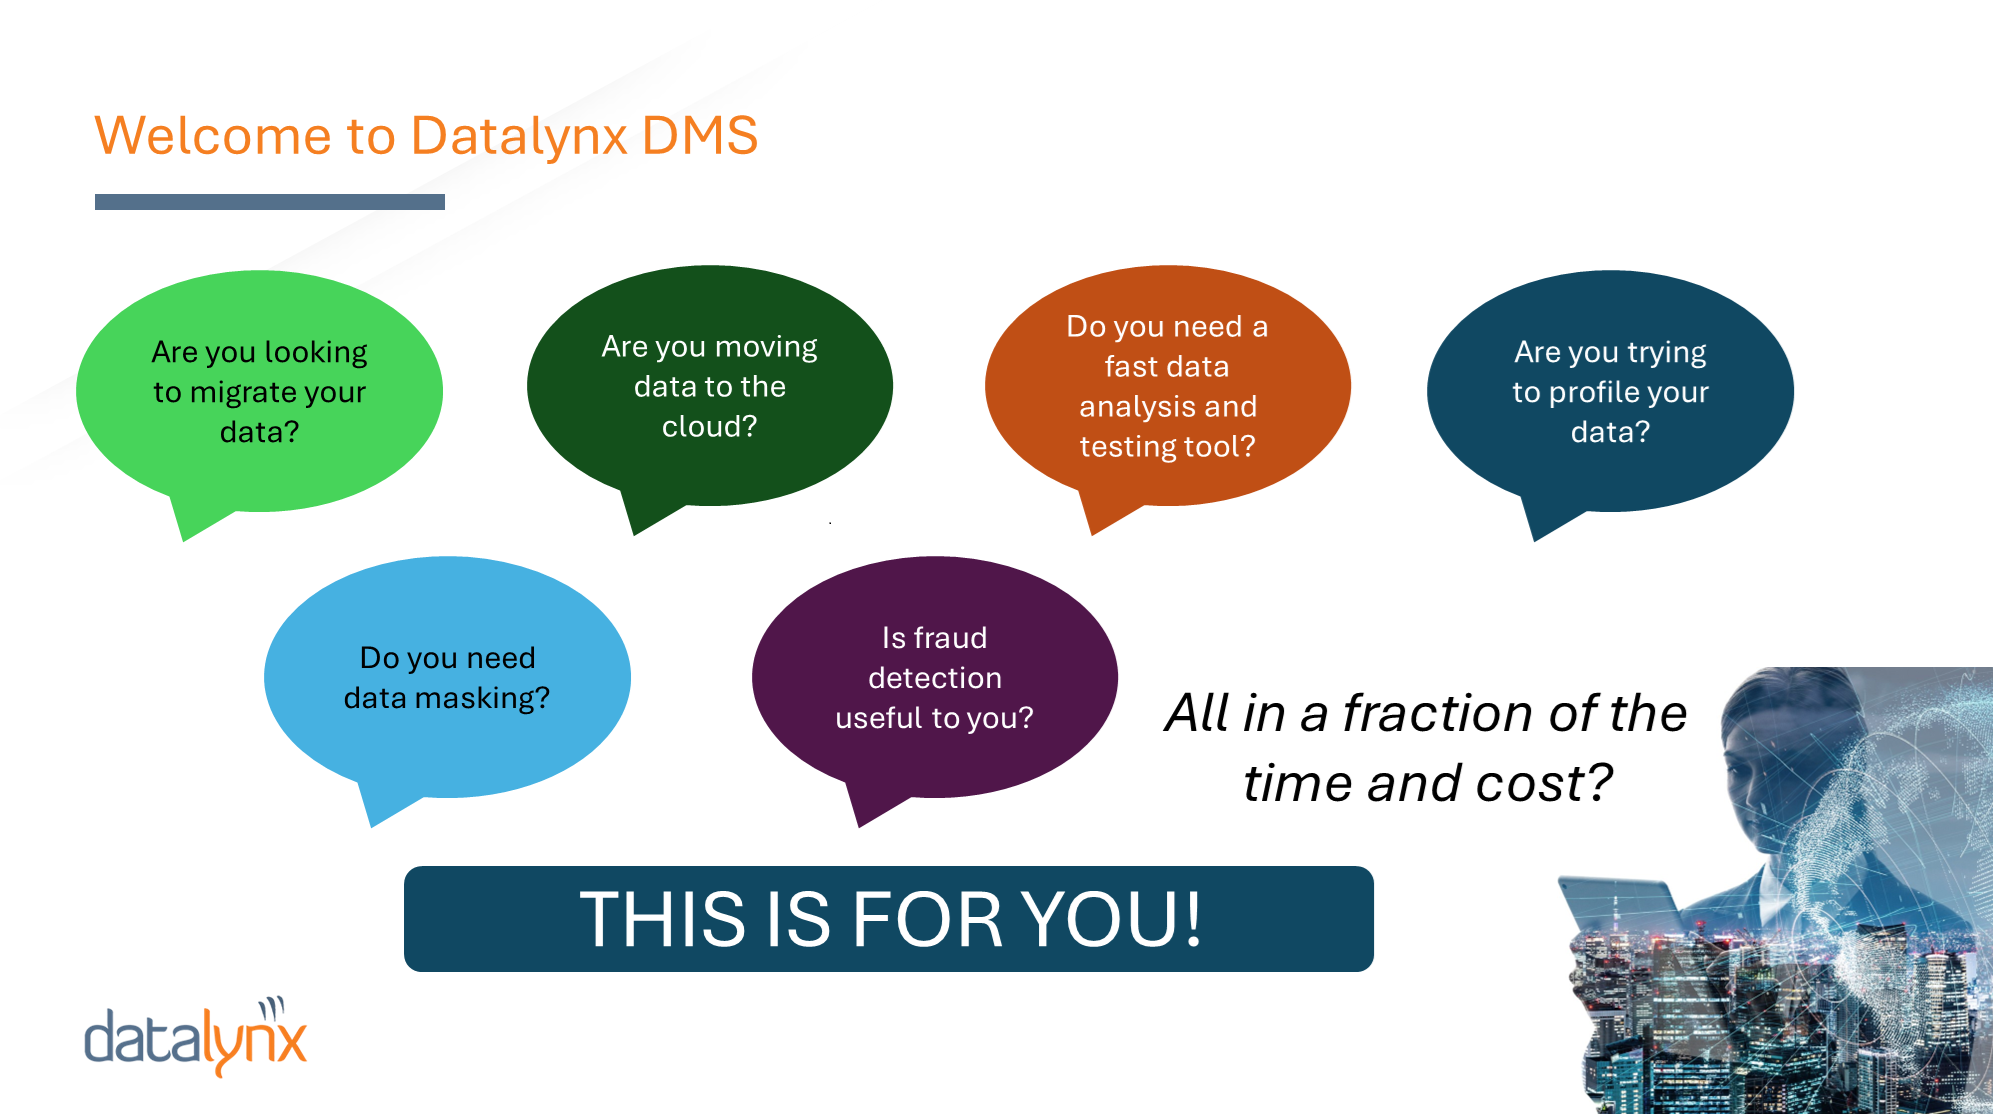 Welcome to Datalynx DMS
Are you looking
to migrate your
data?
Are you moving
data to the
cloud?
Do you need a
fast data
analysis and
testing tool?
Are you trying
to profile your
data?
Do you need
data masking?
Is fraud
detection
useful to you?
All in a fraction of the
time and cost?
THIS IS FOR YOU!
datalynx